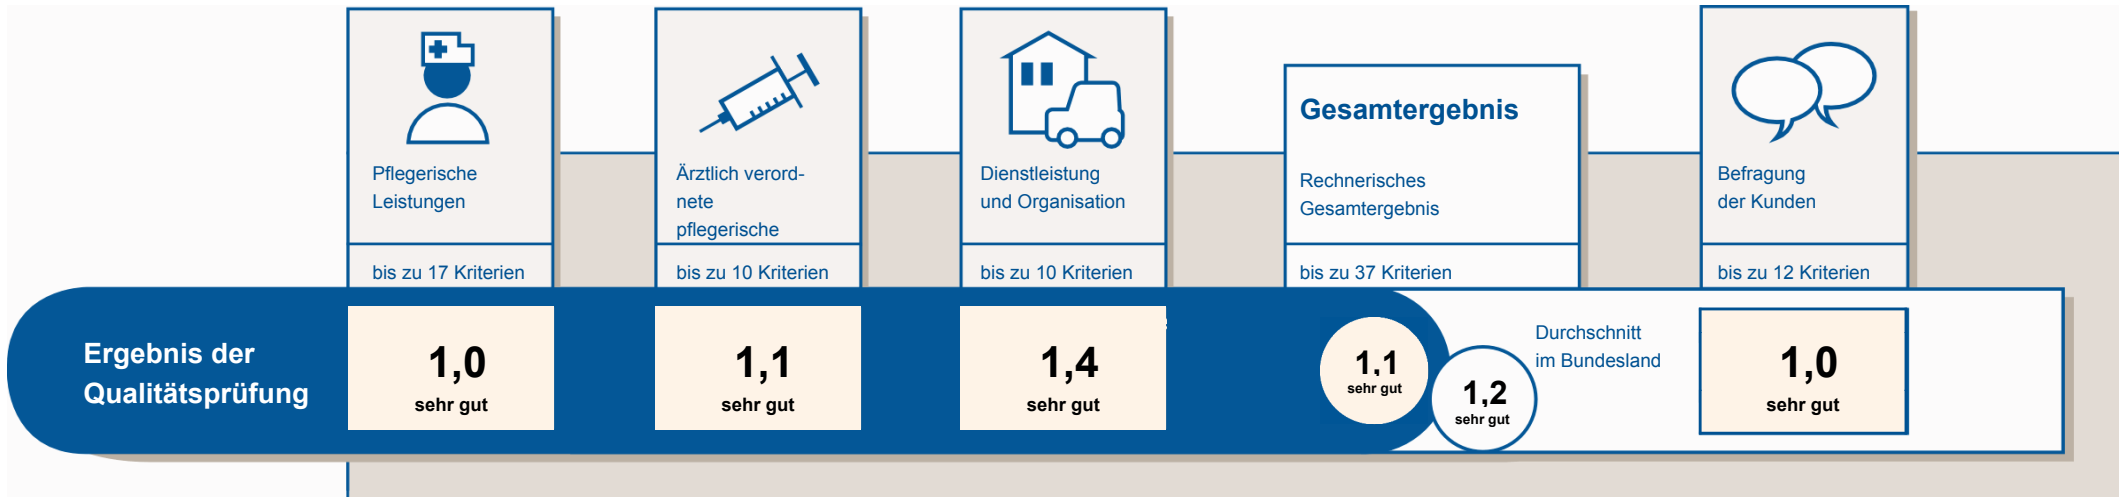 Pflegerische
Leistungen
bis zu 17 Kriterien
Ärztlich verord-
nete
pflegerische
bis zu 10 Kriterien
Dienstleistung
und Organisation
bis zu 10 Kriterien
Gesamtergebnis
Rechnerisches
Gesamtergebnis
bis zu 37 Kriterien
Befragung
der Kunden
bis zu 12 Kriterien
Ergebnis der
Qualitätsprüfung
1,0
sehr gut
1,1
sehr gut
1,4
sehr gut
1,1
sehr gut
1,2
sehr gut
Durchschnitt
im Bundesland
1,0
sehr gut